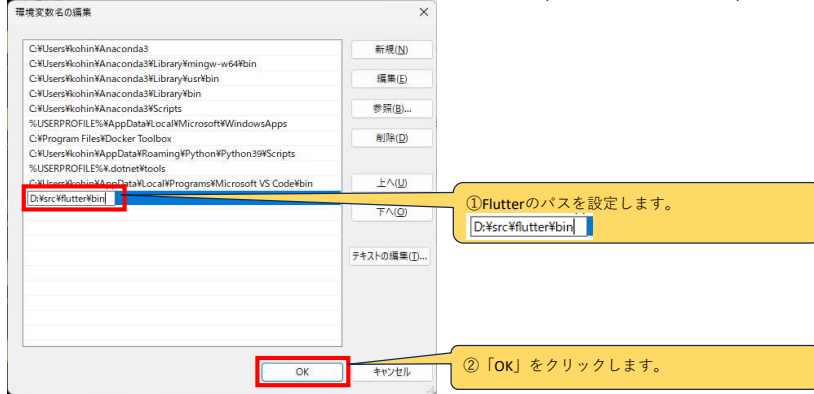 環境変数名の編集
C:¥Users¥kohin¥Anaconda3
C:¥Users¥kohin¥Anaconda3¥Library¥mingw-w64¥bin
C:¥Users¥kohin¥Anaconda3¥Library¥usr¥bin
C:¥Users¥kohin¥Anaconda3¥Library¥bin
C:¥Users¥kohin¥Anaconda3¥Scripts
%USERPROFILE%¥AppData¥Local¥Microsoft¥WindowsApps
C:¥Program Files¥Docker Toolbox
C:¥Users¥kohin¥AppData¥Roaming¥Python¥Python39¥Scripts
%USERPROFILE%¥.dotnet¥tools
C:¥Users¥kohin¥AppData¥Local¥Programs¥Microsoft VS Code¥bin
D:¥src¥flutter¥bin
新規(N)
編集(E)
参照(B)...
削除(D)
上へ(U)
下へ(O)
テキストの編集(T)...
OK
キャンセル
①Flutterのパスを設定します。
D:¥src¥flutter¥bin
②「OK」をクリックします。